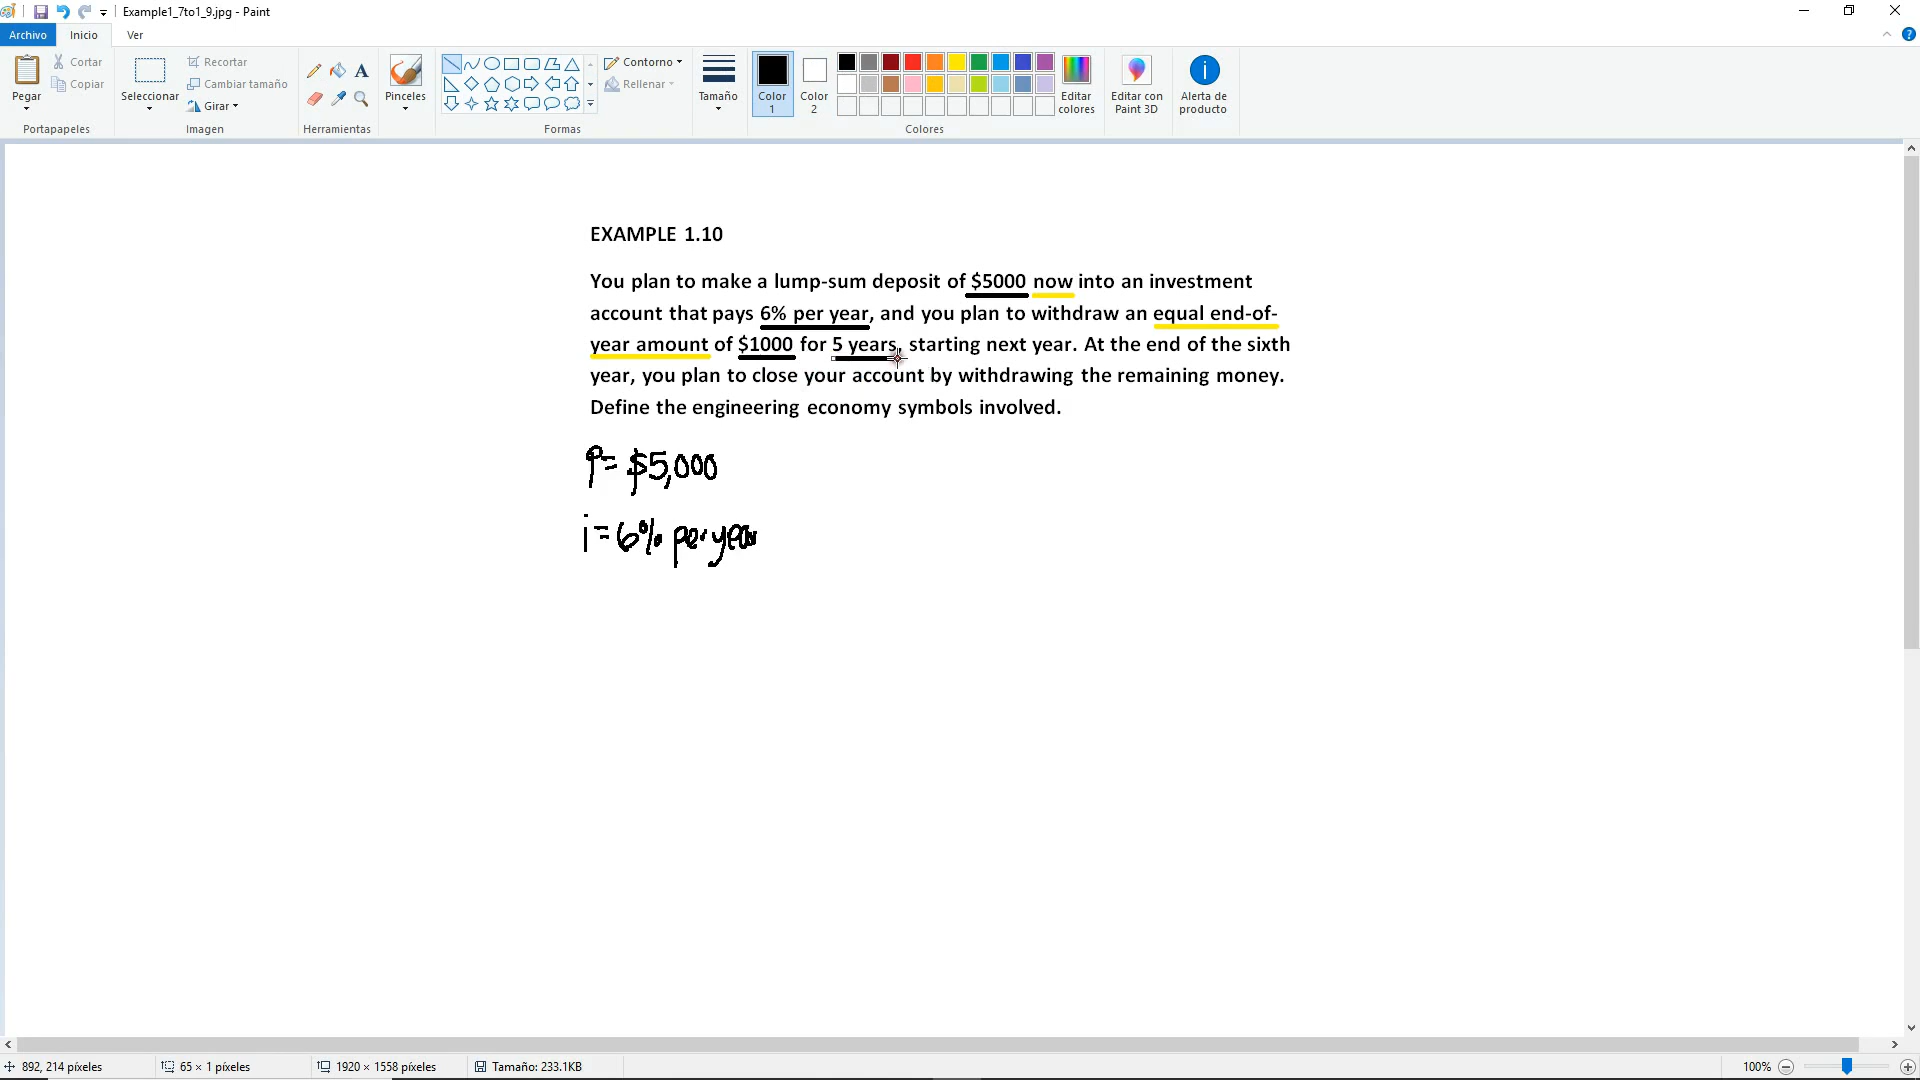 Example1_7to1_9.jpg - Paint
Archivo Inicio Ver
Pegar
Cortar
Copiar
Portapapeles
Seleccionar
Recortar
Cambiar tamaño
Girar
Imagen
A
Herramientas
Pinceles
Contorno
Rellenar
Formas
Tamaño
Color 1
Color 2
Editar colores
Colores
Editar con Paint 3D
Alerta de producto
EXAMPLE 1.10
You plan to make a lump-sum deposit of $5000 now into an investment
account that pays 6% per year, and you plan to withdraw an equal end-of-
year amount of $1000 for 5 years, starting next year. At the end of the sixth
year, you plan to close your account by withdrawing the remaining money.
Define the engineering economy symbols involved.
P= $5,000
i=6% per year
892, 214 píxeles 65 × 1 píxeles 1920 × 1558 píxeles Tamaño: 233.1KB 100%